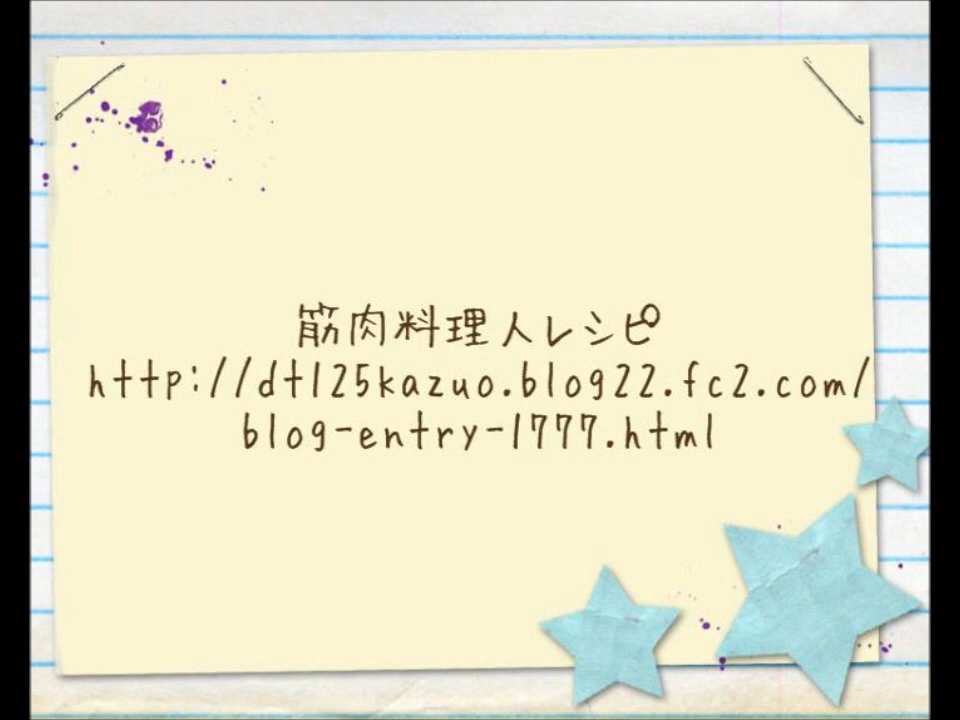 筋肉料理人レシピ
http://dt125kazuo.blog22.fc2.com/
blog-entry-1777.html